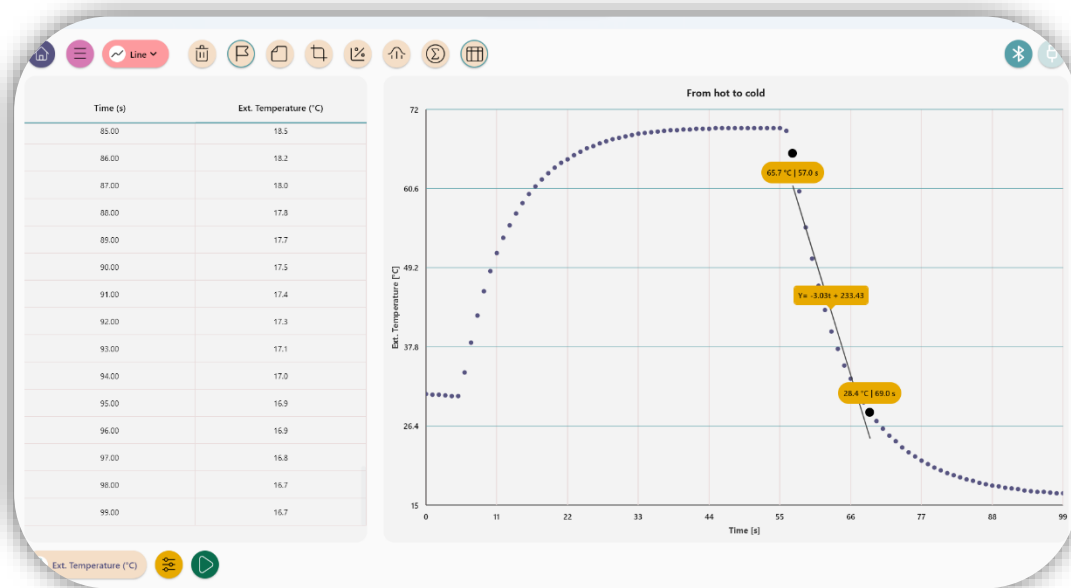 Line
Time (s) Ext. Temperature (°C)
85.00 18.5
86.00 18.2
87.00 18.0
88.00 17.8
89.00 17.7
90.00 17.5
91.00 17.4
92.00 17.3
93.00 17.1
94.00 17.0
95.00 16.9
96.00 16.9
97.00 16.8
98.00 16.7
99.00 16.7
From hot to cold
Ext. Temperature [°C]
72
60.6
49.2
37.8
26.4
15
65.7 °C | 57.0 s
Y= -3.03t + 233.43
28.4 °C | 69.0 s
0 11 22 33 44 55 66 77 88 99
Time [s]
Ext. Temperature (°C)